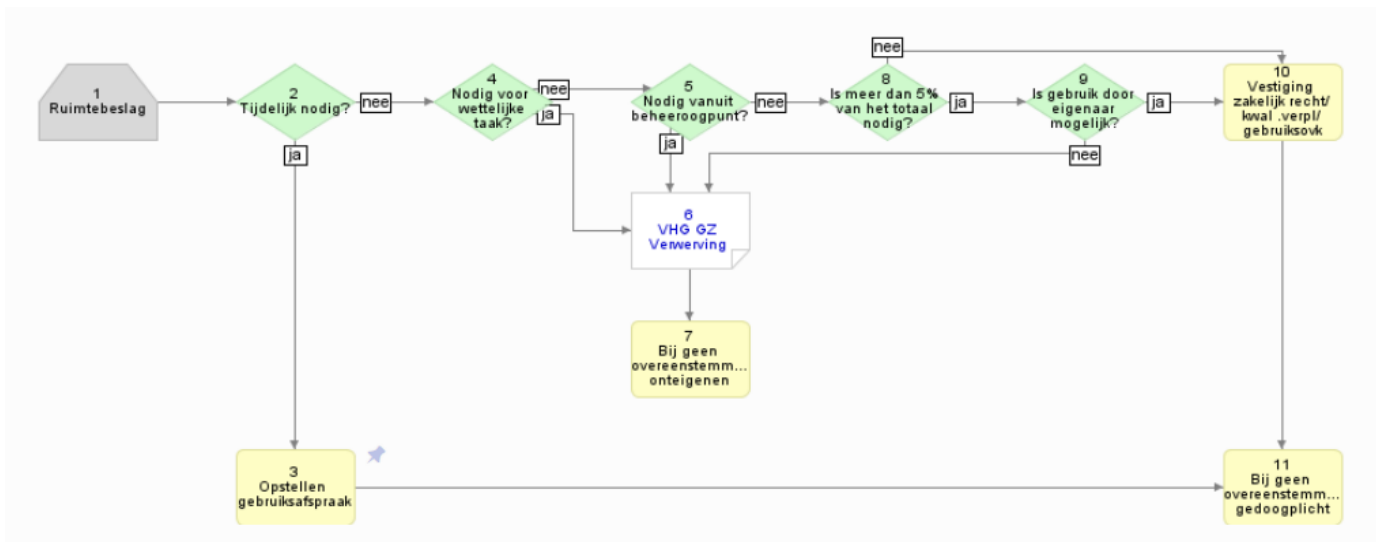 1
Ruimtebeslag
2
Tijdelijk nodig?
nee
ja
3
Opstellen
gebruiksafspraak
4
Nodig voor
wettelijke
taak?
nee
ja
5
Nodig vanuit
beheeroogpunt?
nee
ja
6
VHG GZ
Verwerving
7
Bij geen
overeenstemm...
onteigenen
8
Is meer dan 5%
van het totaal
nodig?
nee
ja
9
Is gebruik door
eigenaar
mogelijk?
ja
nee
10
Vestiging
zakelijk recht/
kwal .verpl/
gebruiksovk
11
Bij geen
overeenstemm...
gedoogplicht